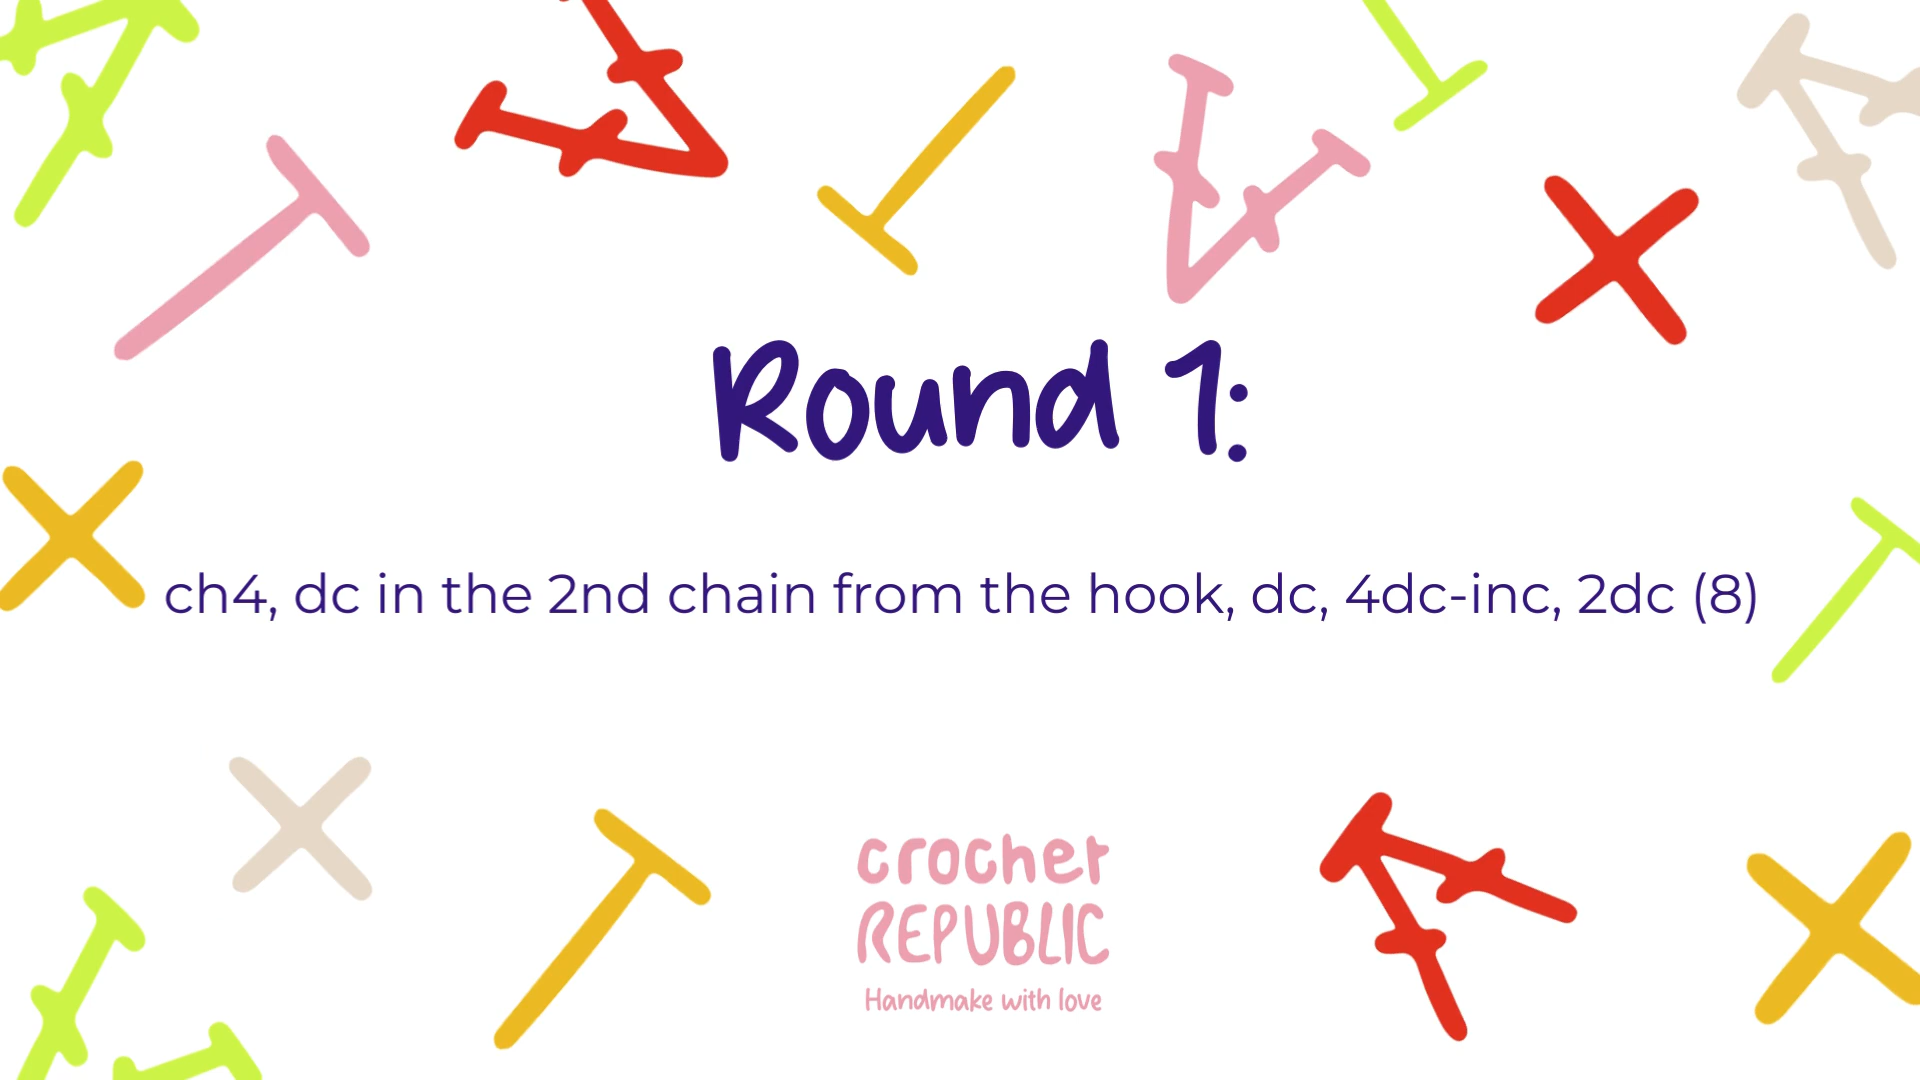 Round 1:
ch4, dc in the 2nd chain from the hook, dc, 4dc-inc, 2dc (8)
crochet
REPUBLIC
Handmake with love